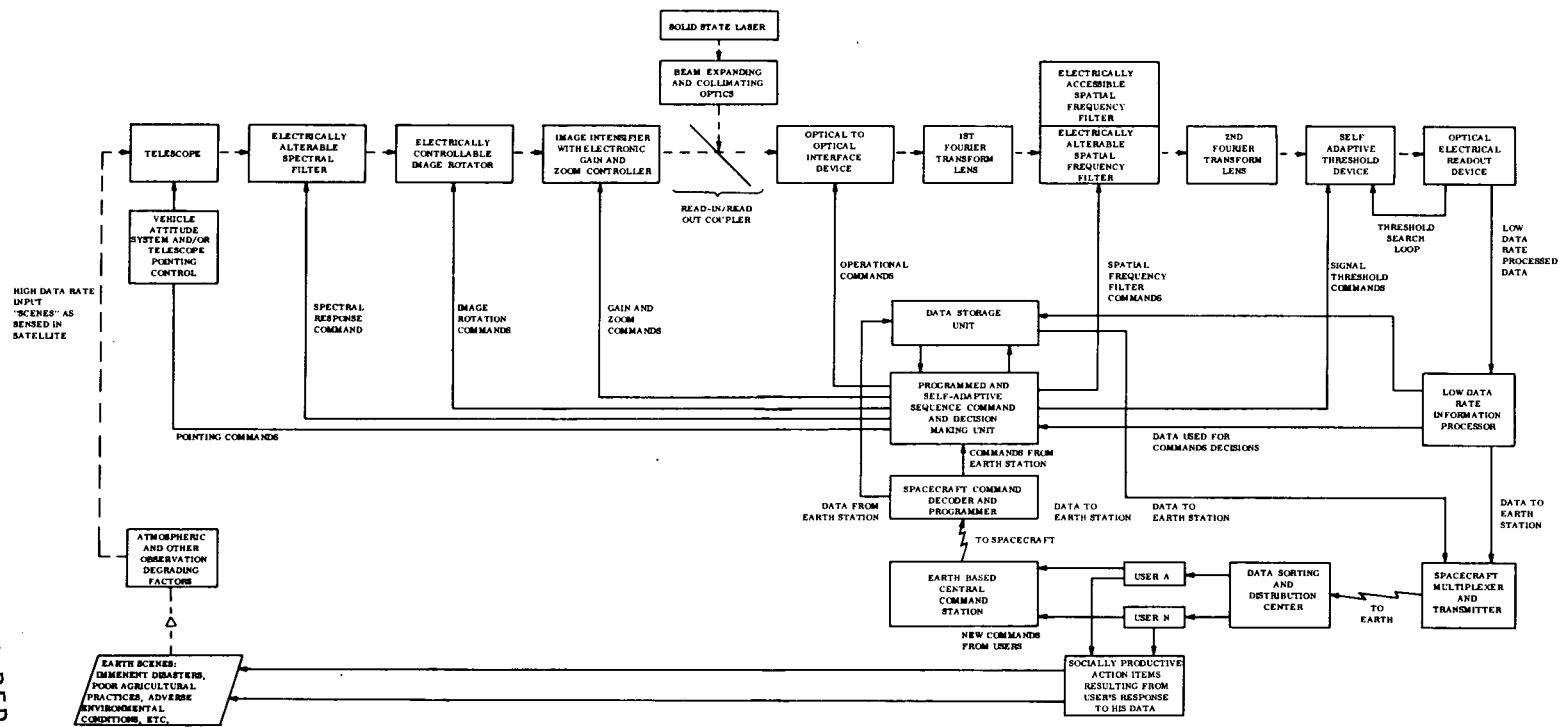 SOLID STATE LASER
BEAM EXPANDING
AND COLLIMATING
OPTICS
TELESCOPE
ELECTRICALLY
ALTERABLE
SPECTRAL
FILTER
ELECTRICALLY
CONTROLLABLE
IMAGE ROTATOR
IMAGE INTENSIFIER
WITH ELECTRONIC
GAIN AND
ZOOM CONTROLLER
READ-IN/READ
OUT COUPLER
OPTICAL TO
OPTICAL
INTERFACE
DEVICE
1ST
FOURIER
TRANSFORM
LENS
ELECTRICALLY
ACCESSIBLE
SPATIAL
FREQUENCY
FILTER
ELECTRICALLY
ALTERABLE
SPATIAL
FREQUENCY
FILTER
2ND
FOURIER
TRANSFORM
LENS
SELF
ADAPTIVE
THRESHOLD
DEVICE
OPTICAL
ELECTRICAL
READOUT
DEVICE
VEHICLE
ATTITUDE
SYSTEM AND/OR
TELESCOPE
POINTING
CONTROL
THRESHOLD
SEARCH
LOOP
LOW
DATA
RATE
PROCESSED
DATA
HIGH DATA RATE
INPUT
"SCENES" AS
SENSED IN
SATELLITE
SPECTRAL
RESPONSE
COMMAND
IMAGE
ROTATION
COMMANDS
GAIN AND
ZOOM
COMMANDS
OPERATIONAL
COMMANDS
SPATIAL
FREQUENCY
FILTER
COMMANDS
SIGNAL
THRESHOLD
COMMANDS
DATA STORAGE
UNIT
PROGRAMMED AND
SELF-ADAPTIVE
SEQUENCE COMMAND
AND DECISION
MAKING UNIT
LOW DATA
RATE
INFORMATION
PROCESSOR
POINTING COMMANDS
DATA USED FOR
COMMANDS DECISIONS
COMMANDS FROM
EARTH STATION
SPACECRAFT COMMAND
DECODER AND
PROGRAMMER
DATA FROM
EARTH STATION
DATA TO
EARTH STATION
DATA TO
EARTH STATION
DATA TO
EARTH
STATION
TO SPACECRAFT
ATMOSPHERIC
AND OTHER
OBSERVATION
DEGRADING
FACTORS
EARTH BASED
CENTRAL
COMMAND
STATION
USER A
USER N
DATA SORTING
AND
DISTRIBUTION
CENTER
TO
EARTH
SPACECRAFT
MULTIPLEXER
AND
TRANSMITTER
NEW COMMANDS
FROM USERS
EARTH SCENES:
IMMENENT DISASTERS,
POOR AGRICULTURAL
PRACTICES, ADVERSE
ENVIRONMENTAL
CONDITIONS, ETC.
SOCIALLY PRODUCTIVE
ACTION ITEMS
RESULTING FROM
USER'S RESPONSE
TO HIS DATA